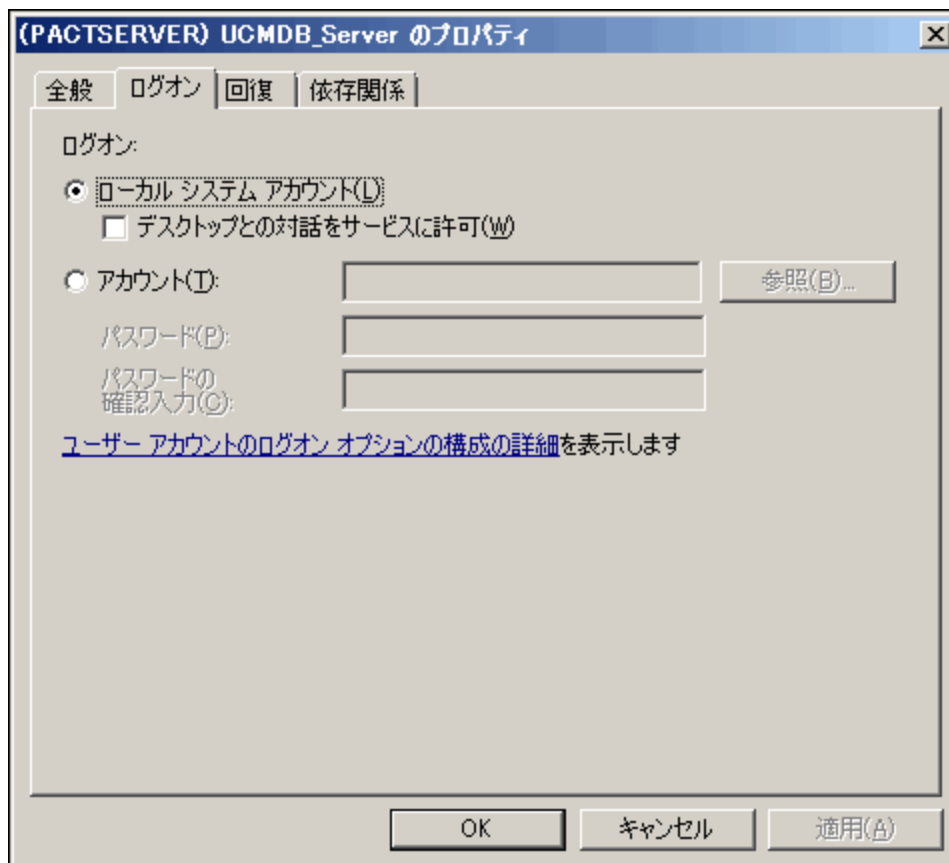 (PACTSERVER) UCMDB_Server のプロパティ
全般 ログオン 回復 依存関係
ログオン:
ローカル システム アカウント(L)
デスクトップとの対話をサービスに許可(W)
アカウント(T): 参照(B)...
パスワード(P):
パスワードの
確認入力(C):
ユーザー アカウントのログオン オプションの構成の詳細を表示します
OK キャンセル 適用(A)